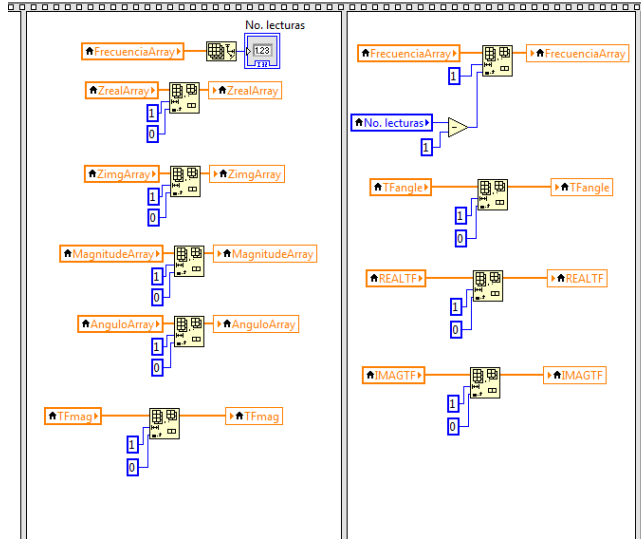 No. lecturas
FrecuenciaArray
1.23
ZrealArray
ZrealArray
1
0
ZimgArray
ZimgArray
1
0
MagnitudeArray
MagnitudeArray
1
0
AnguloArray
AnguloArray
1
0
TFmag
TFmag
1
0
FrecuenciaArray
FrecuenciaArray
1
No. lecturas
1
TFangle
TFangle
1
0
REALTF
REALTF
1
0
IMAGTF
IMAGTF
1
0